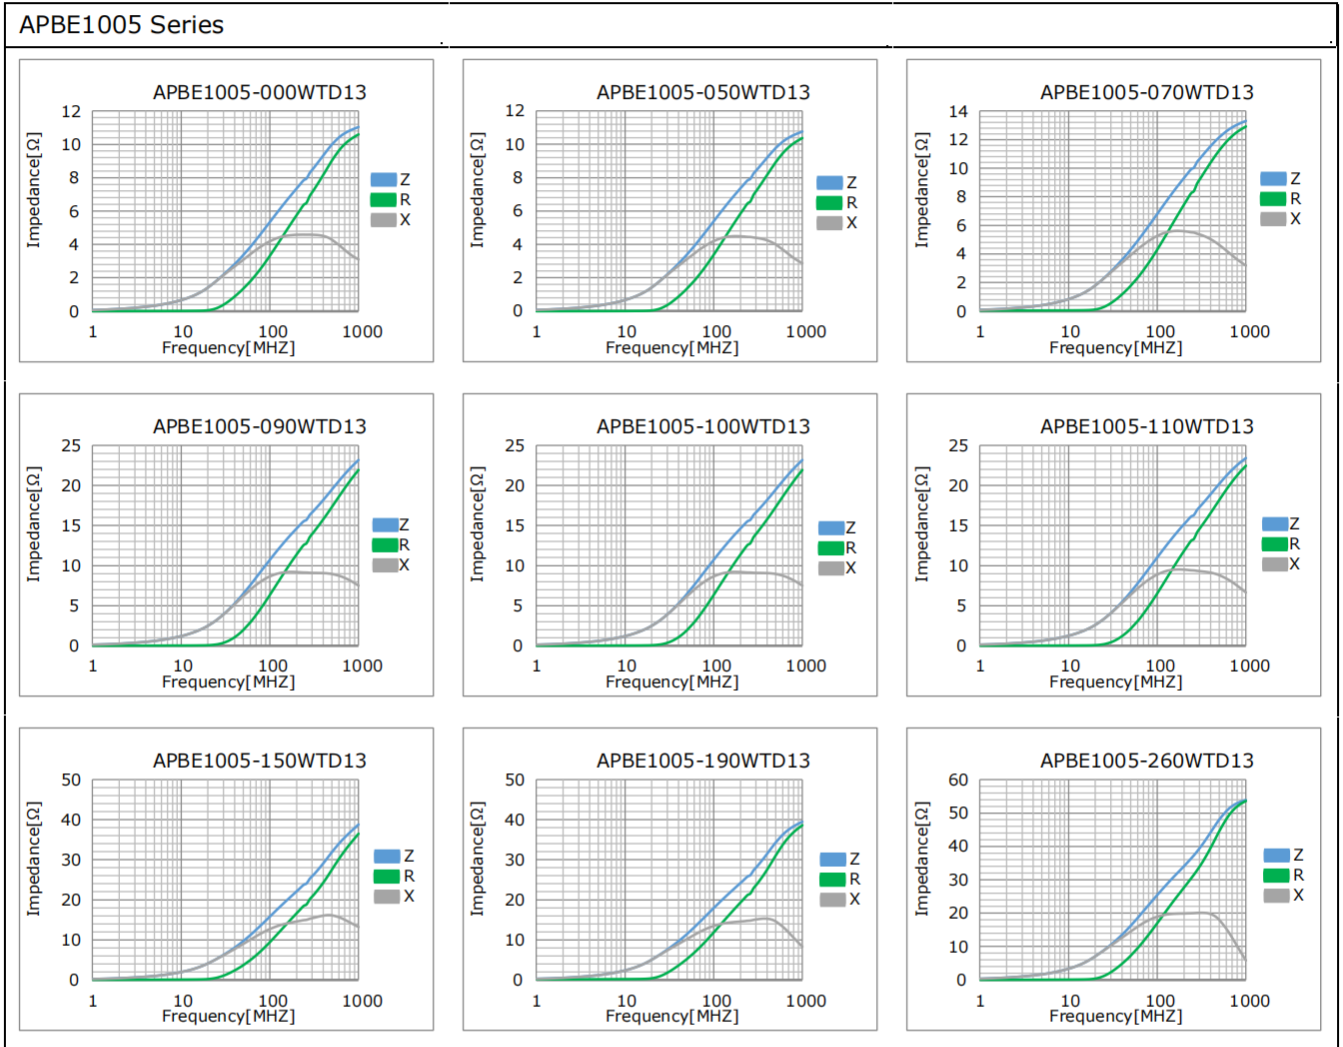 APBE1005 Series
APBE1005-000WTD13
Impedance[Ω]
12
10
8
6
4
2
0
1 10 100 1000
Frequency[MHZ]
Z
R
X
APBE1005-050WTD13
Impedance[Ω]
12
10
8
6
4
2
0
1 10 100 1000
Frequency[MHZ]
Z
R
X
APBE1005-070WTD13
Impedance[Ω]
14
12
10
8
6
4
2
0
1 10 100 1000
Frequency[MHZ]
Z
R
X
APBE1005-090WTD13
Impedance[Ω]
25
20
15
10
5
0
1 10 100 1000
Frequency[MHZ]
Z
R
X
APBE1005-100WTD13
Impedance[Ω]
25
20
15
10
5
0
1 10 100 1000
Frequency[MHZ]
Z
R
X
APBE1005-110WTD13
Impedance[Ω]
25
20
15
10
5
0
1 10 100 1000
Frequency[MHZ]
Z
R
X
APBE1005-150WTD13
Impedance[Ω]
50
40
30
20
10
0
1 10 100 1000
Frequency[MHZ]
Z
R
X
APBE1005-190WTD13
Impedance[Ω]
50
40
30
20
10
0
1 10 100 1000
Frequency[MHZ]
Z
R
X
APBE1005-260WTD13
Impedance[Ω]
60
50
40
30
20
10
0
1 10 100 1000
Frequency[MHZ]
Z
R
X